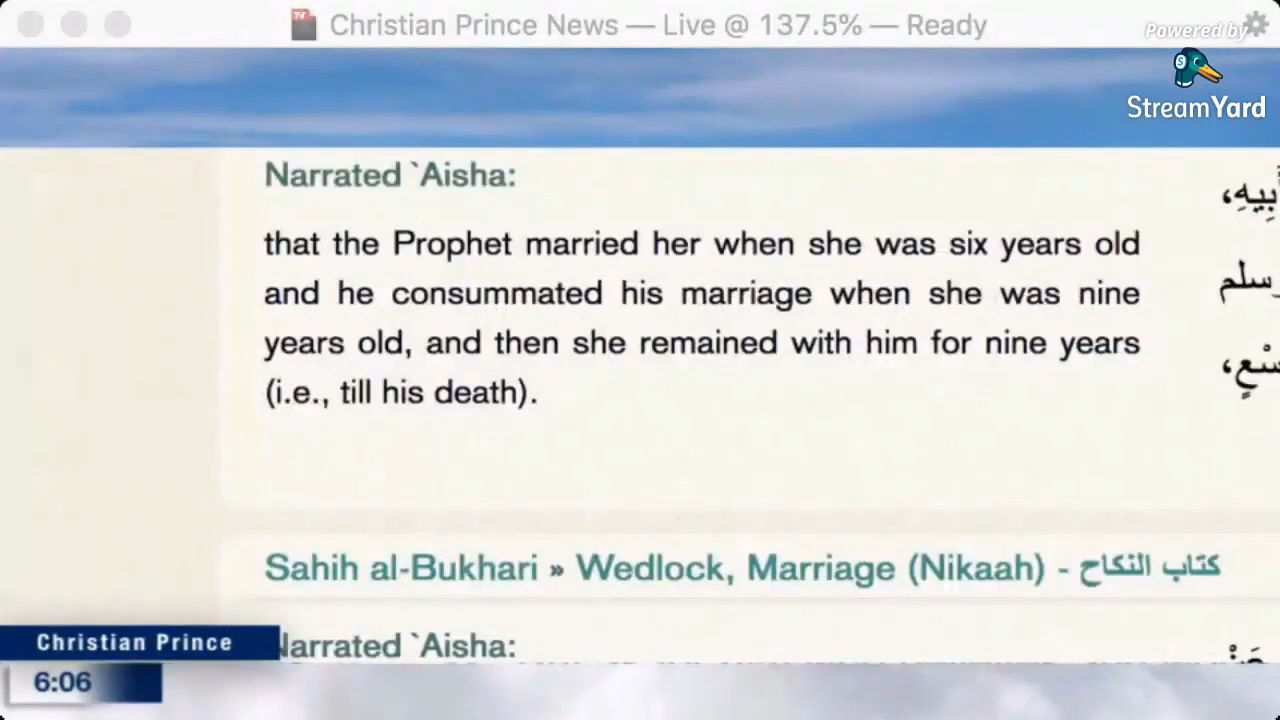 Christian Prince News — Live @ 137.5% — Ready
Powered by
StreamYard
Narrated `Aisha:
that the Prophet married her when she was six years old
and he consummated his marriage when she was nine
years old, and then she remained with him for nine years
(i.e., till his death).
Sahih al-Bukhari » Wedlock, Marriage (Nikaah) - كتاب النكاح
Narrated `Aisha:
Christian Prince
6:06